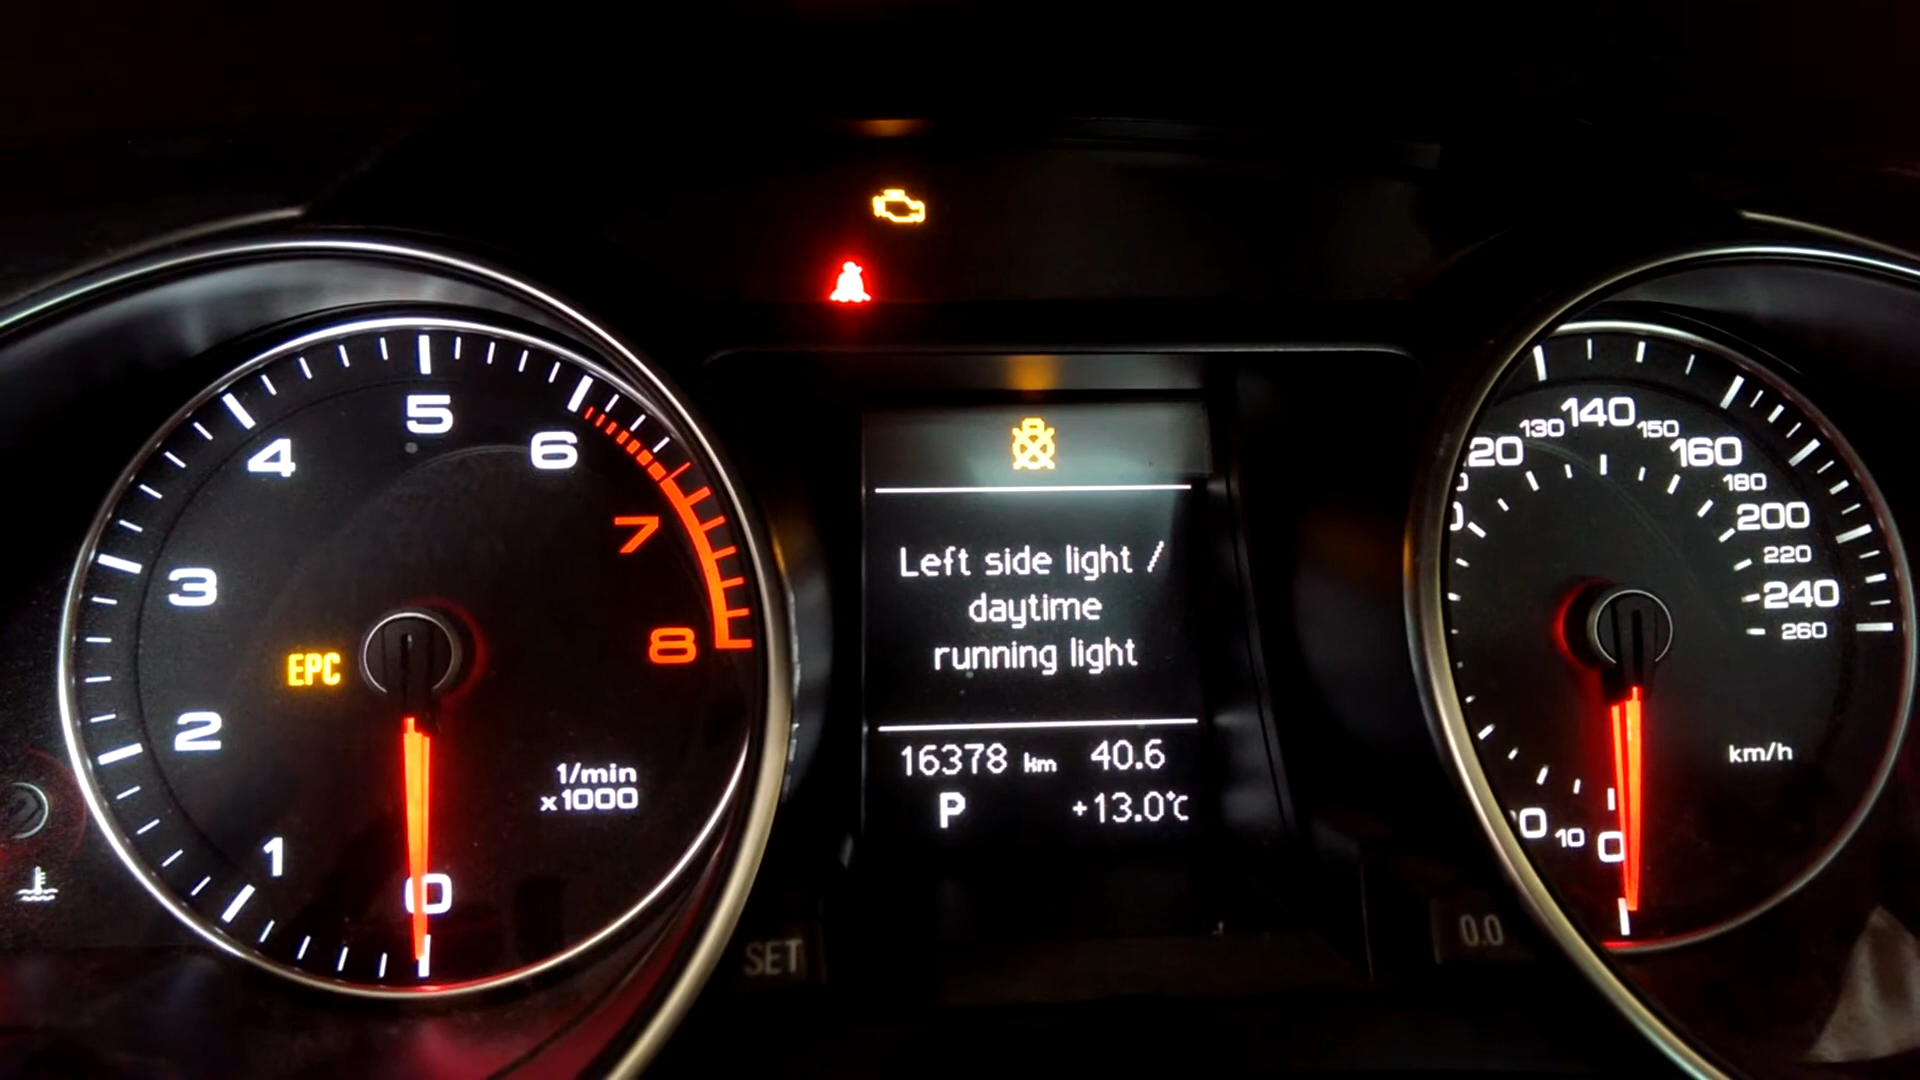 5
4
6
3
7
2
8
EPC
1
1/min
x1000
0
Left side light /
daytime
running light
16378 km 40.6
P +13.0°C
SET
0.0
130
140
150
160
180
200
220
240
260
km/h
10
0